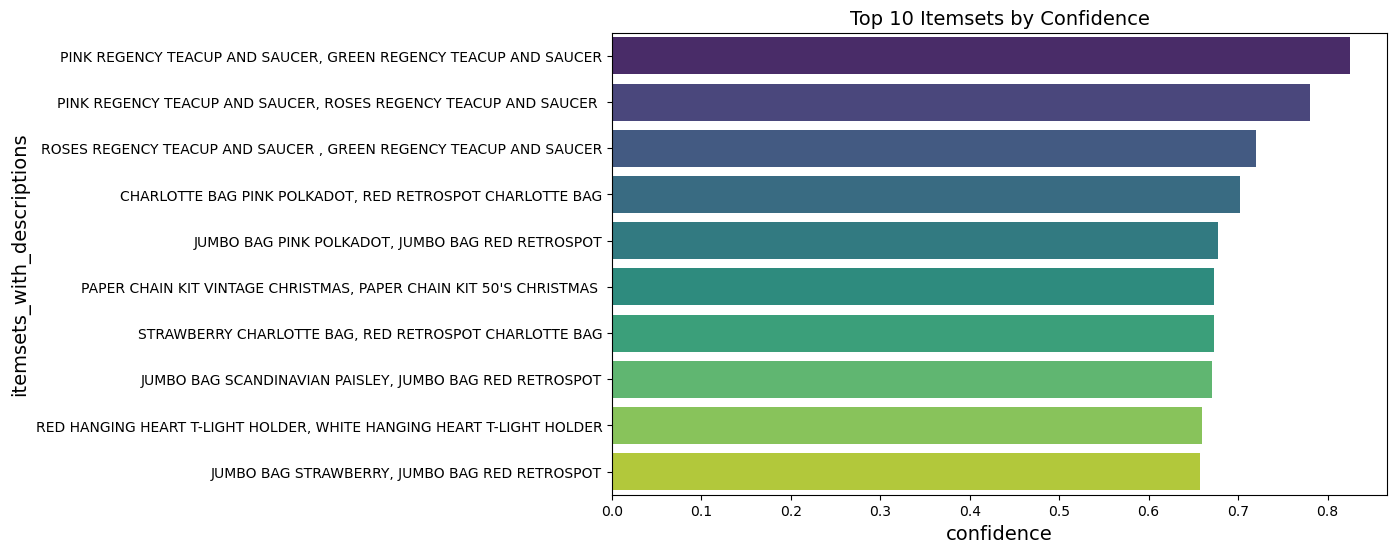 Top 10 Itemsets by Confidence
itemsets_with_descriptions
PINK REGENCY TEACUP AND SAUCER, GREEN REGENCY TEACUP AND SAUCER
PINK REGENCY TEACUP AND SAUCER, ROSES REGENCY TEACUP AND SAUCER
ROSES REGENCY TEACUP AND SAUCER , GREEN REGENCY TEACUP AND SAUCER
CHARLOTTE BAG PINK POLKADOT, RED RETROSPOT CHARLOTTE BAG
JUMBO BAG PINK POLKADOT, JUMBO BAG RED RETROSPOT
PAPER CHAIN KIT VINTAGE CHRISTMAS, PAPER CHAIN KIT 50'S CHRISTMAS
STRAWBERRY CHARLOTTE BAG, RED RETROSPOT CHARLOTTE BAG
JUMBO BAG SCANDINAVIAN PAISLEY, JUMBO BAG RED RETROSPOT
RED HANGING HEART T-LIGHT HOLDER, WHITE HANGING HEART T-LIGHT HOLDER
JUMBO BAG STRAWBERRY, JUMBO BAG RED RETROSPOT
0.0 0.1 0.2 0.3 0.4 0.5 0.6 0.7 0.8
confidence